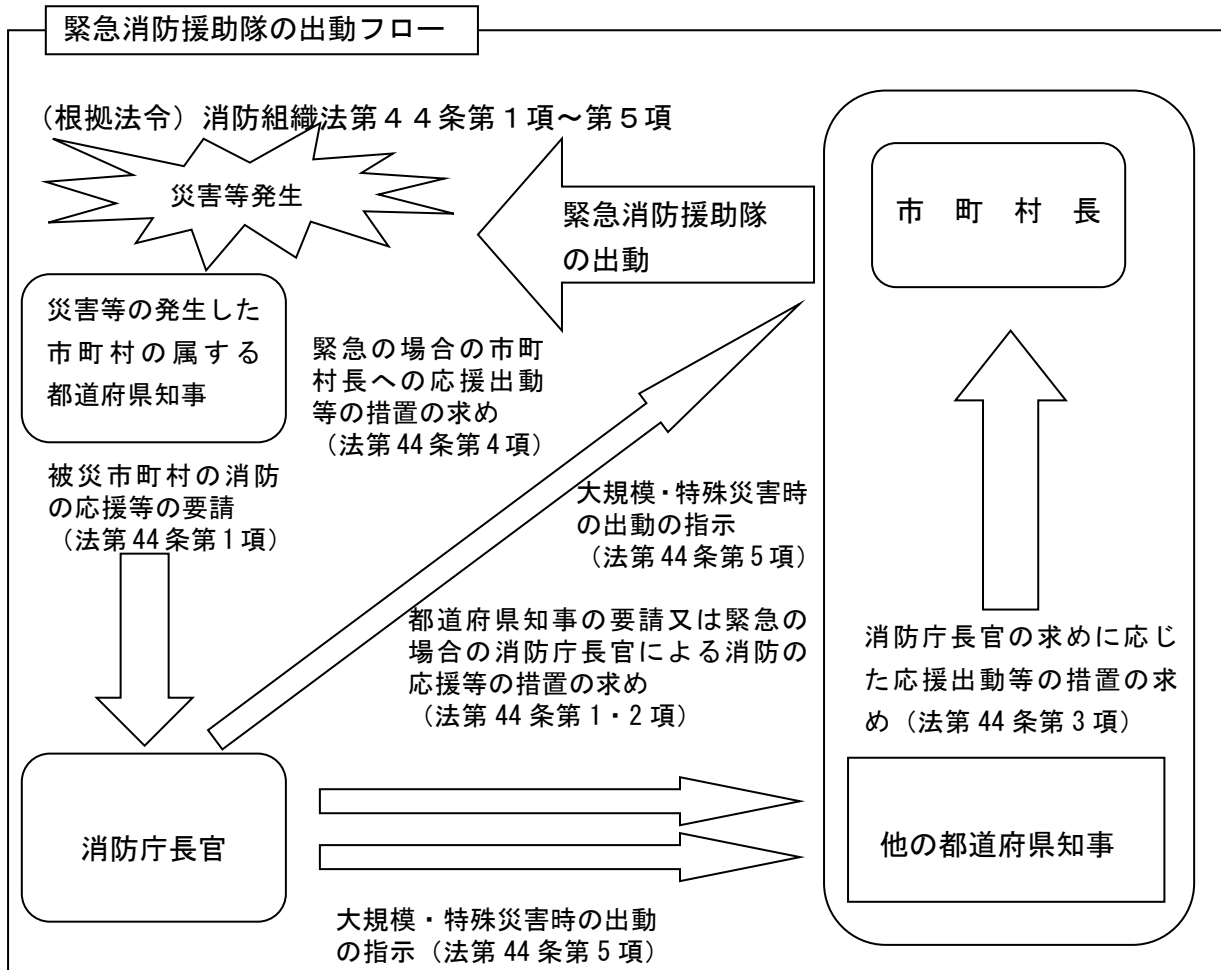 緊急消防援助隊の出動フロー
（根拠法令）消防組織法第４４条第１項～第５項
災害等発生
緊急消防援助隊
の出動
市　町　村　長
災害等の発生した
市町村の属する
都道府県知事
緊急の場合の市町
村長への応援出動
等の措置の求め
（法第44条第4項）
被災市町村の消防
の応援等の要請
（法第44条第1項）
大規模・特殊災害時
の出動の指示
（法第44条第5項）
都道府県知事の要請又は緊急の
場合の消防庁長官による消防の
応援等の措置の求め
（法第44条第1・2項）
消防庁長官の求めに応じ
た応援出動等の措置の求
め（法第44条第3項）
消防庁長官
他の都道府県知事
大規模・特殊災害時の出動
の指示（法第44条第5項）